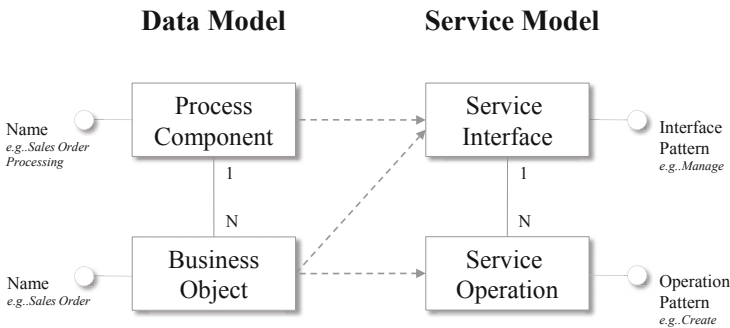 Data Model
Service Model
Process
Component
Service
Interface
Name
e.g..Sales Order
Processing
Interface
Pattern
e.g..Manage
1
1
N
N
Business
Object
Service
Operation
Name
e.g..Sales Order
Operation
Pattern
e.g..Create